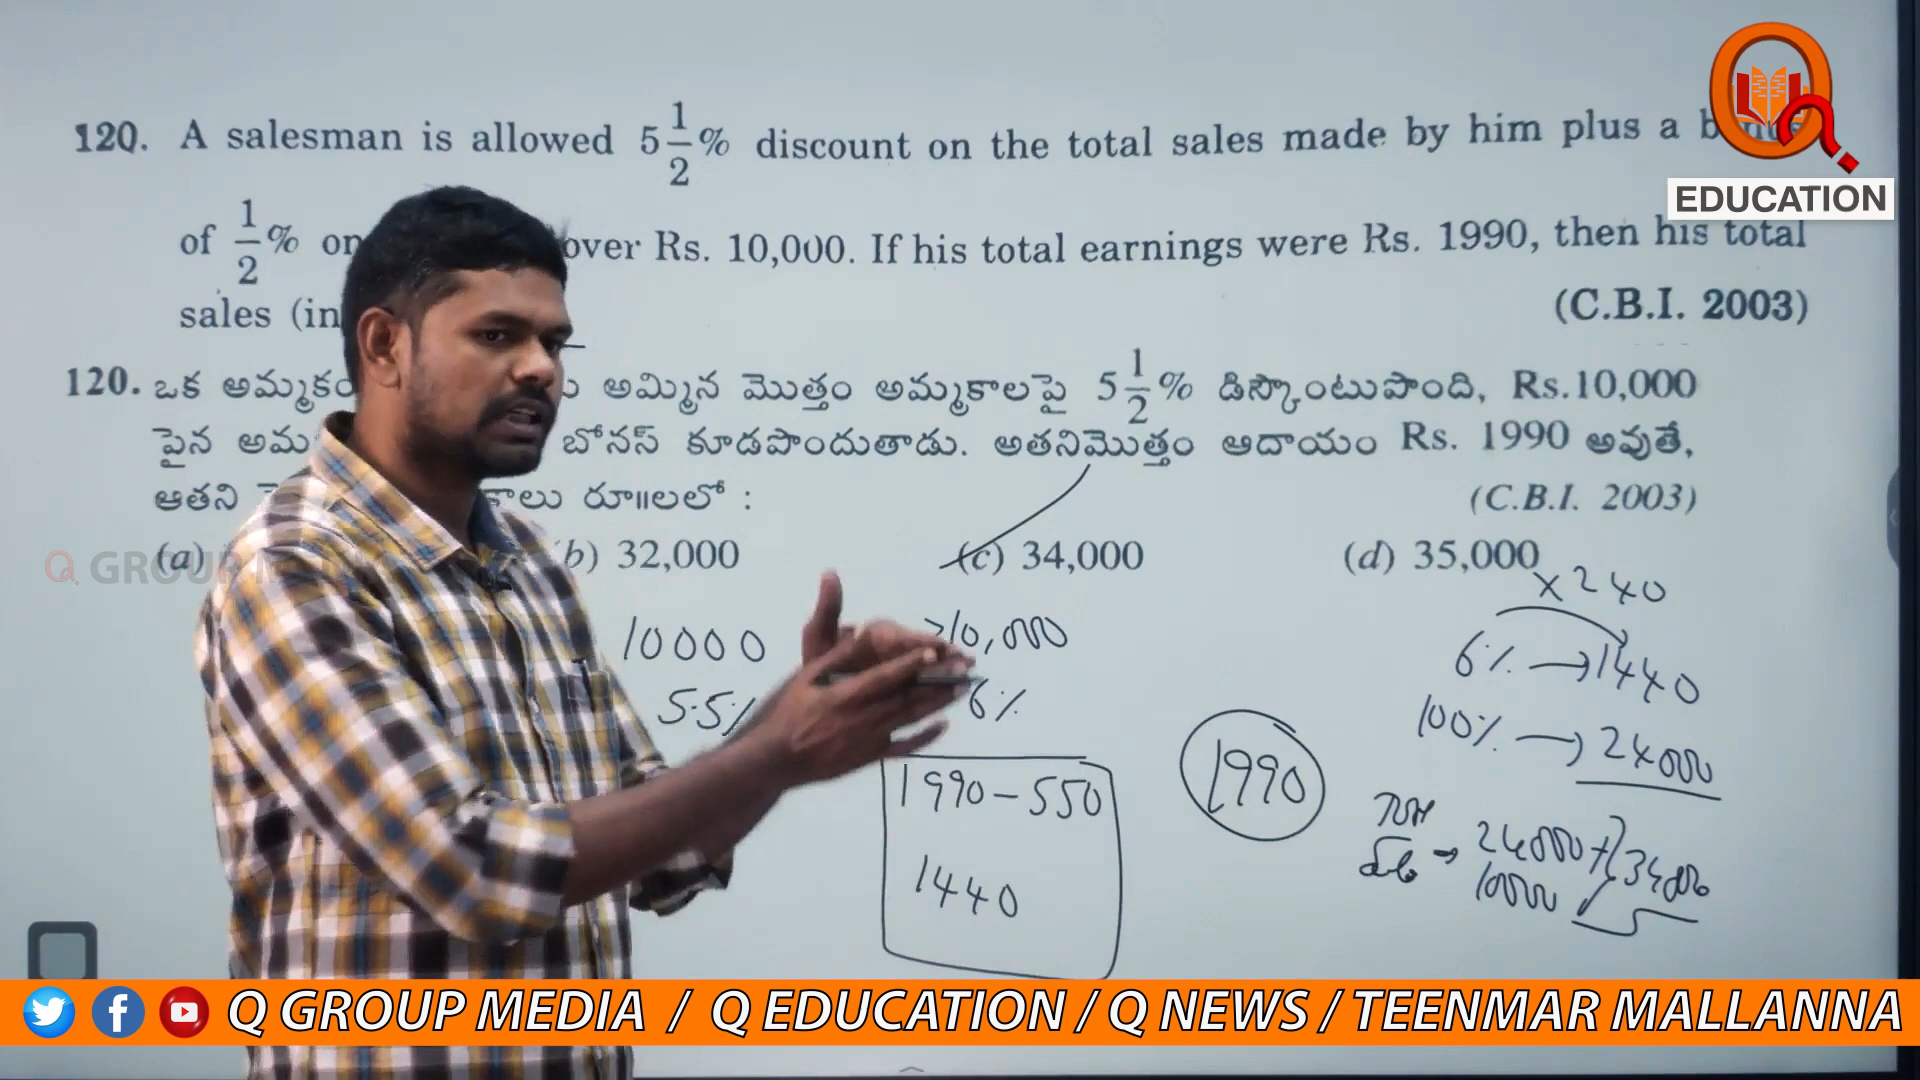 120. A salesman is allowed 5 1/2 % discount on the total sales made by him plus a
of 1/2 % on over Rs. 10,000. If his total earnings were Rs. 1990, then his total
sales (in
(C.B.I. 2003)
120. ఒక అమ్మిన మొత్తం అమ్మకాలపై 5 1/2 % డిస్కౌంటుపొంది, Rs.10,000
పైన బోనస్ కూడపొందుతాడు. అతనిమొత్తం ఆదాయం Rs. 1990 అవుతే,
ఆతని రూ॥లలో :
(C.B.I. 2003)
(a) (b) 32,000 (c) 34,000 (d) 35,000
×240
10000 >10,000
6% → 1440
5.5% 6%
100% → 24000
1990 - 550
1990
1440
24000 +
10000
34000
Q EDUCATION
Q GROUP
Q GROUP MEDIA / Q EDUCATION / Q NEWS / TEENMAR MALLANNA